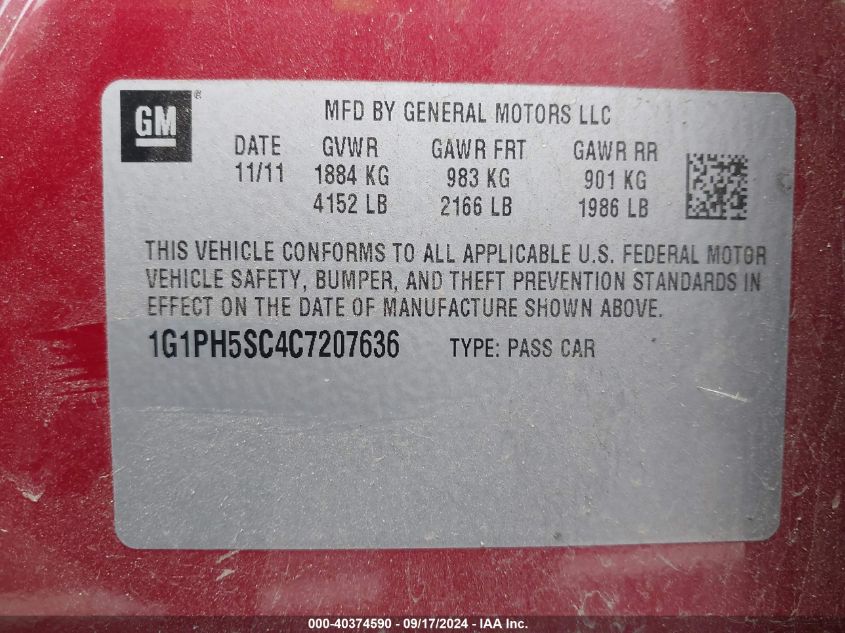 GM®
MFD BY GENERAL MOTORS LLC
DATE GVWR GAWR FRT GAWR RR
11/11 1884 KG 983 KG 901 KG
4152 LB 2166 LB 1986 LB
THIS VEHICLE CONFORMS TO ALL APPLICABLE U.S. FEDERAL MOTOR
VEHICLE SAFETY, BUMPER, AND THEFT PREVENTION STANDARDS IN
EFFECT ON THE DATE OF MANUFACTURE SHOWN ABOVE.
1G1PH5SC4C7207636 TYPE: PASS CAR
000-40374590 - 09/17/2024 - IAA Inc.